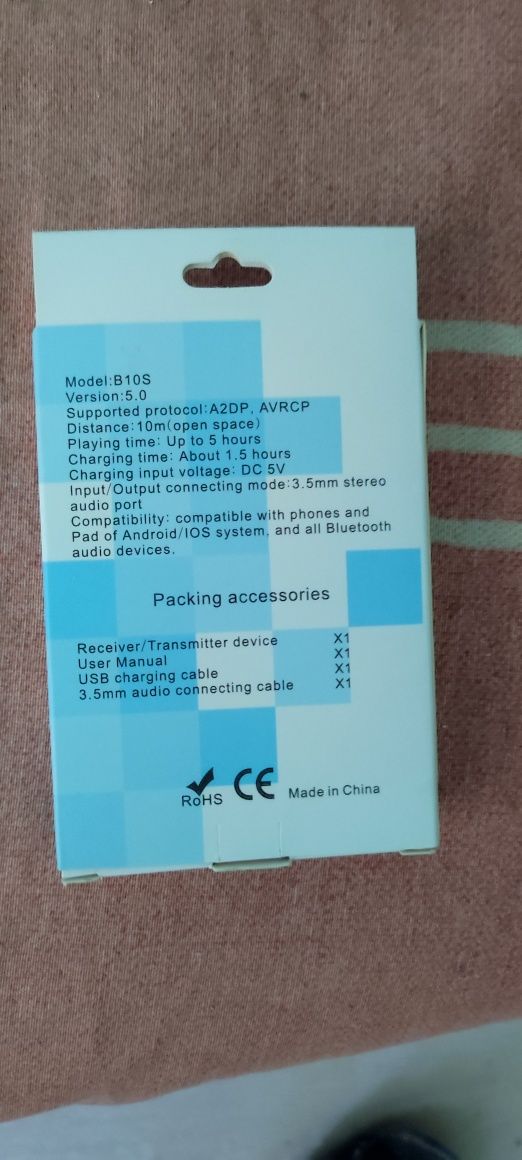 Model:B10S
Version:5.0
Supported protocol:A2DP, AVRCP
Distance:10m(open space)
Playing time: Up to 5 hours
Charging time: About 1.5 hours
Charging input voltage: DC 5V
Input/Output connecting mode:3.5mm stereo
audio port
Compatibility: compatible with phones and
Pad of Android/IOS system, and all Bluetooth
audio devices.
Packing accessories
Receiver/Transmitter device X1
User Manual X1
USB charging cable X1
3.5mm audio connecting cable X1
RoHS CE Made in China